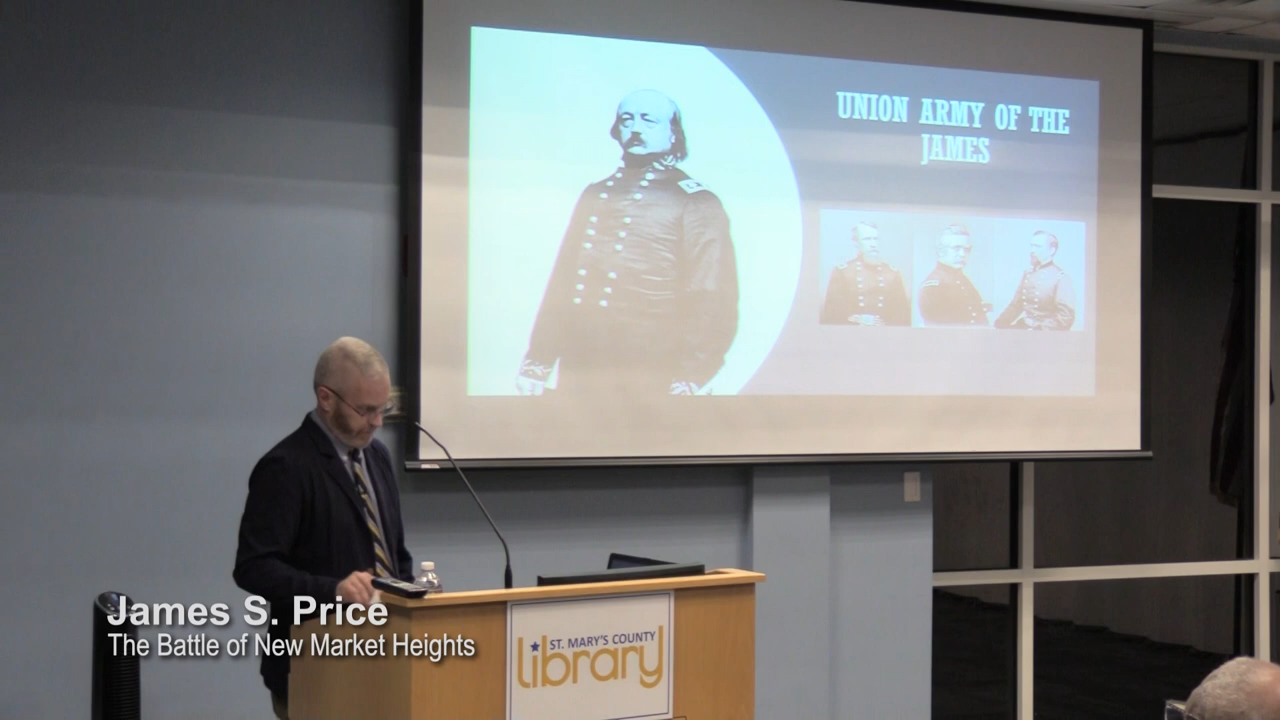 UNION ARMY OF THE
JAMES
James S. Price
The Battle of New Market Heights
ST. MARY'S COUNTY
library